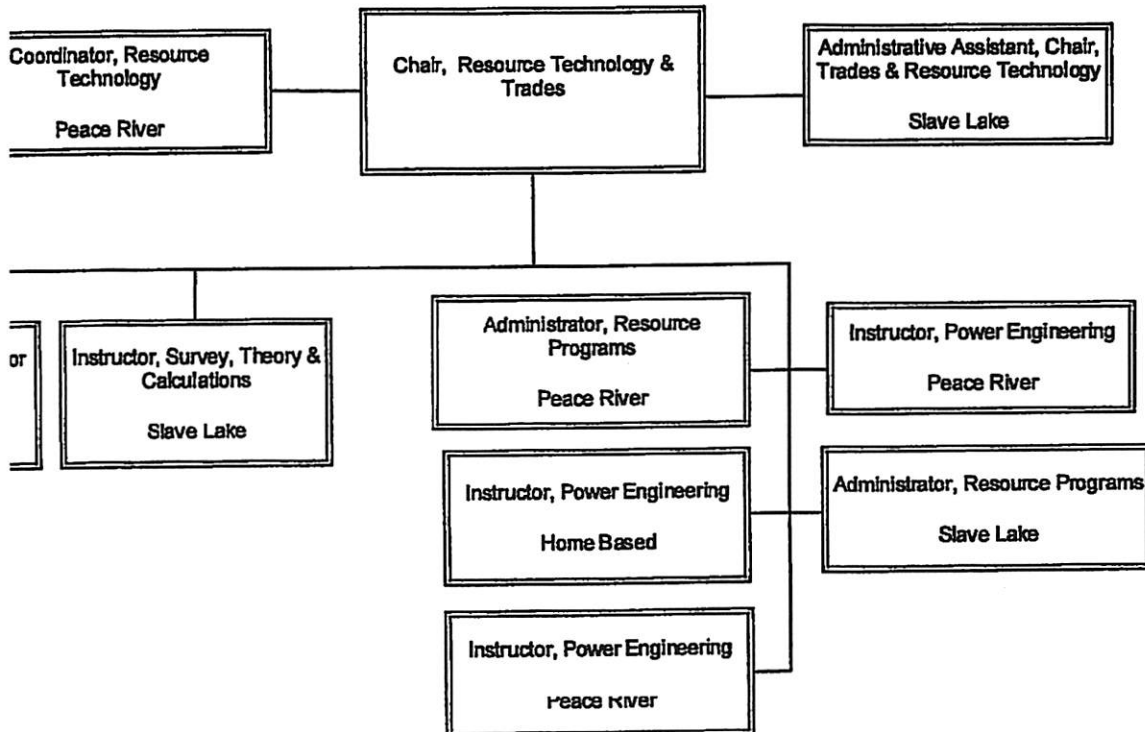 Coordinator, Resource
Technology
Peace River
Chair, Resource Technology &
Trades
Administrative Assistant, Chair,
Trades & Resource Technology
Slave Lake
or
Instructor, Survey, Theory &
Calculations
Slave Lake
Administrator, Resource
Programs
Peace River
Instructor, Power Engineering
Peace River
Instructor, Power Engineering
Home Based
Administrator, Resource Programs
Slave Lake
Instructor, Power Engineering
Peace River